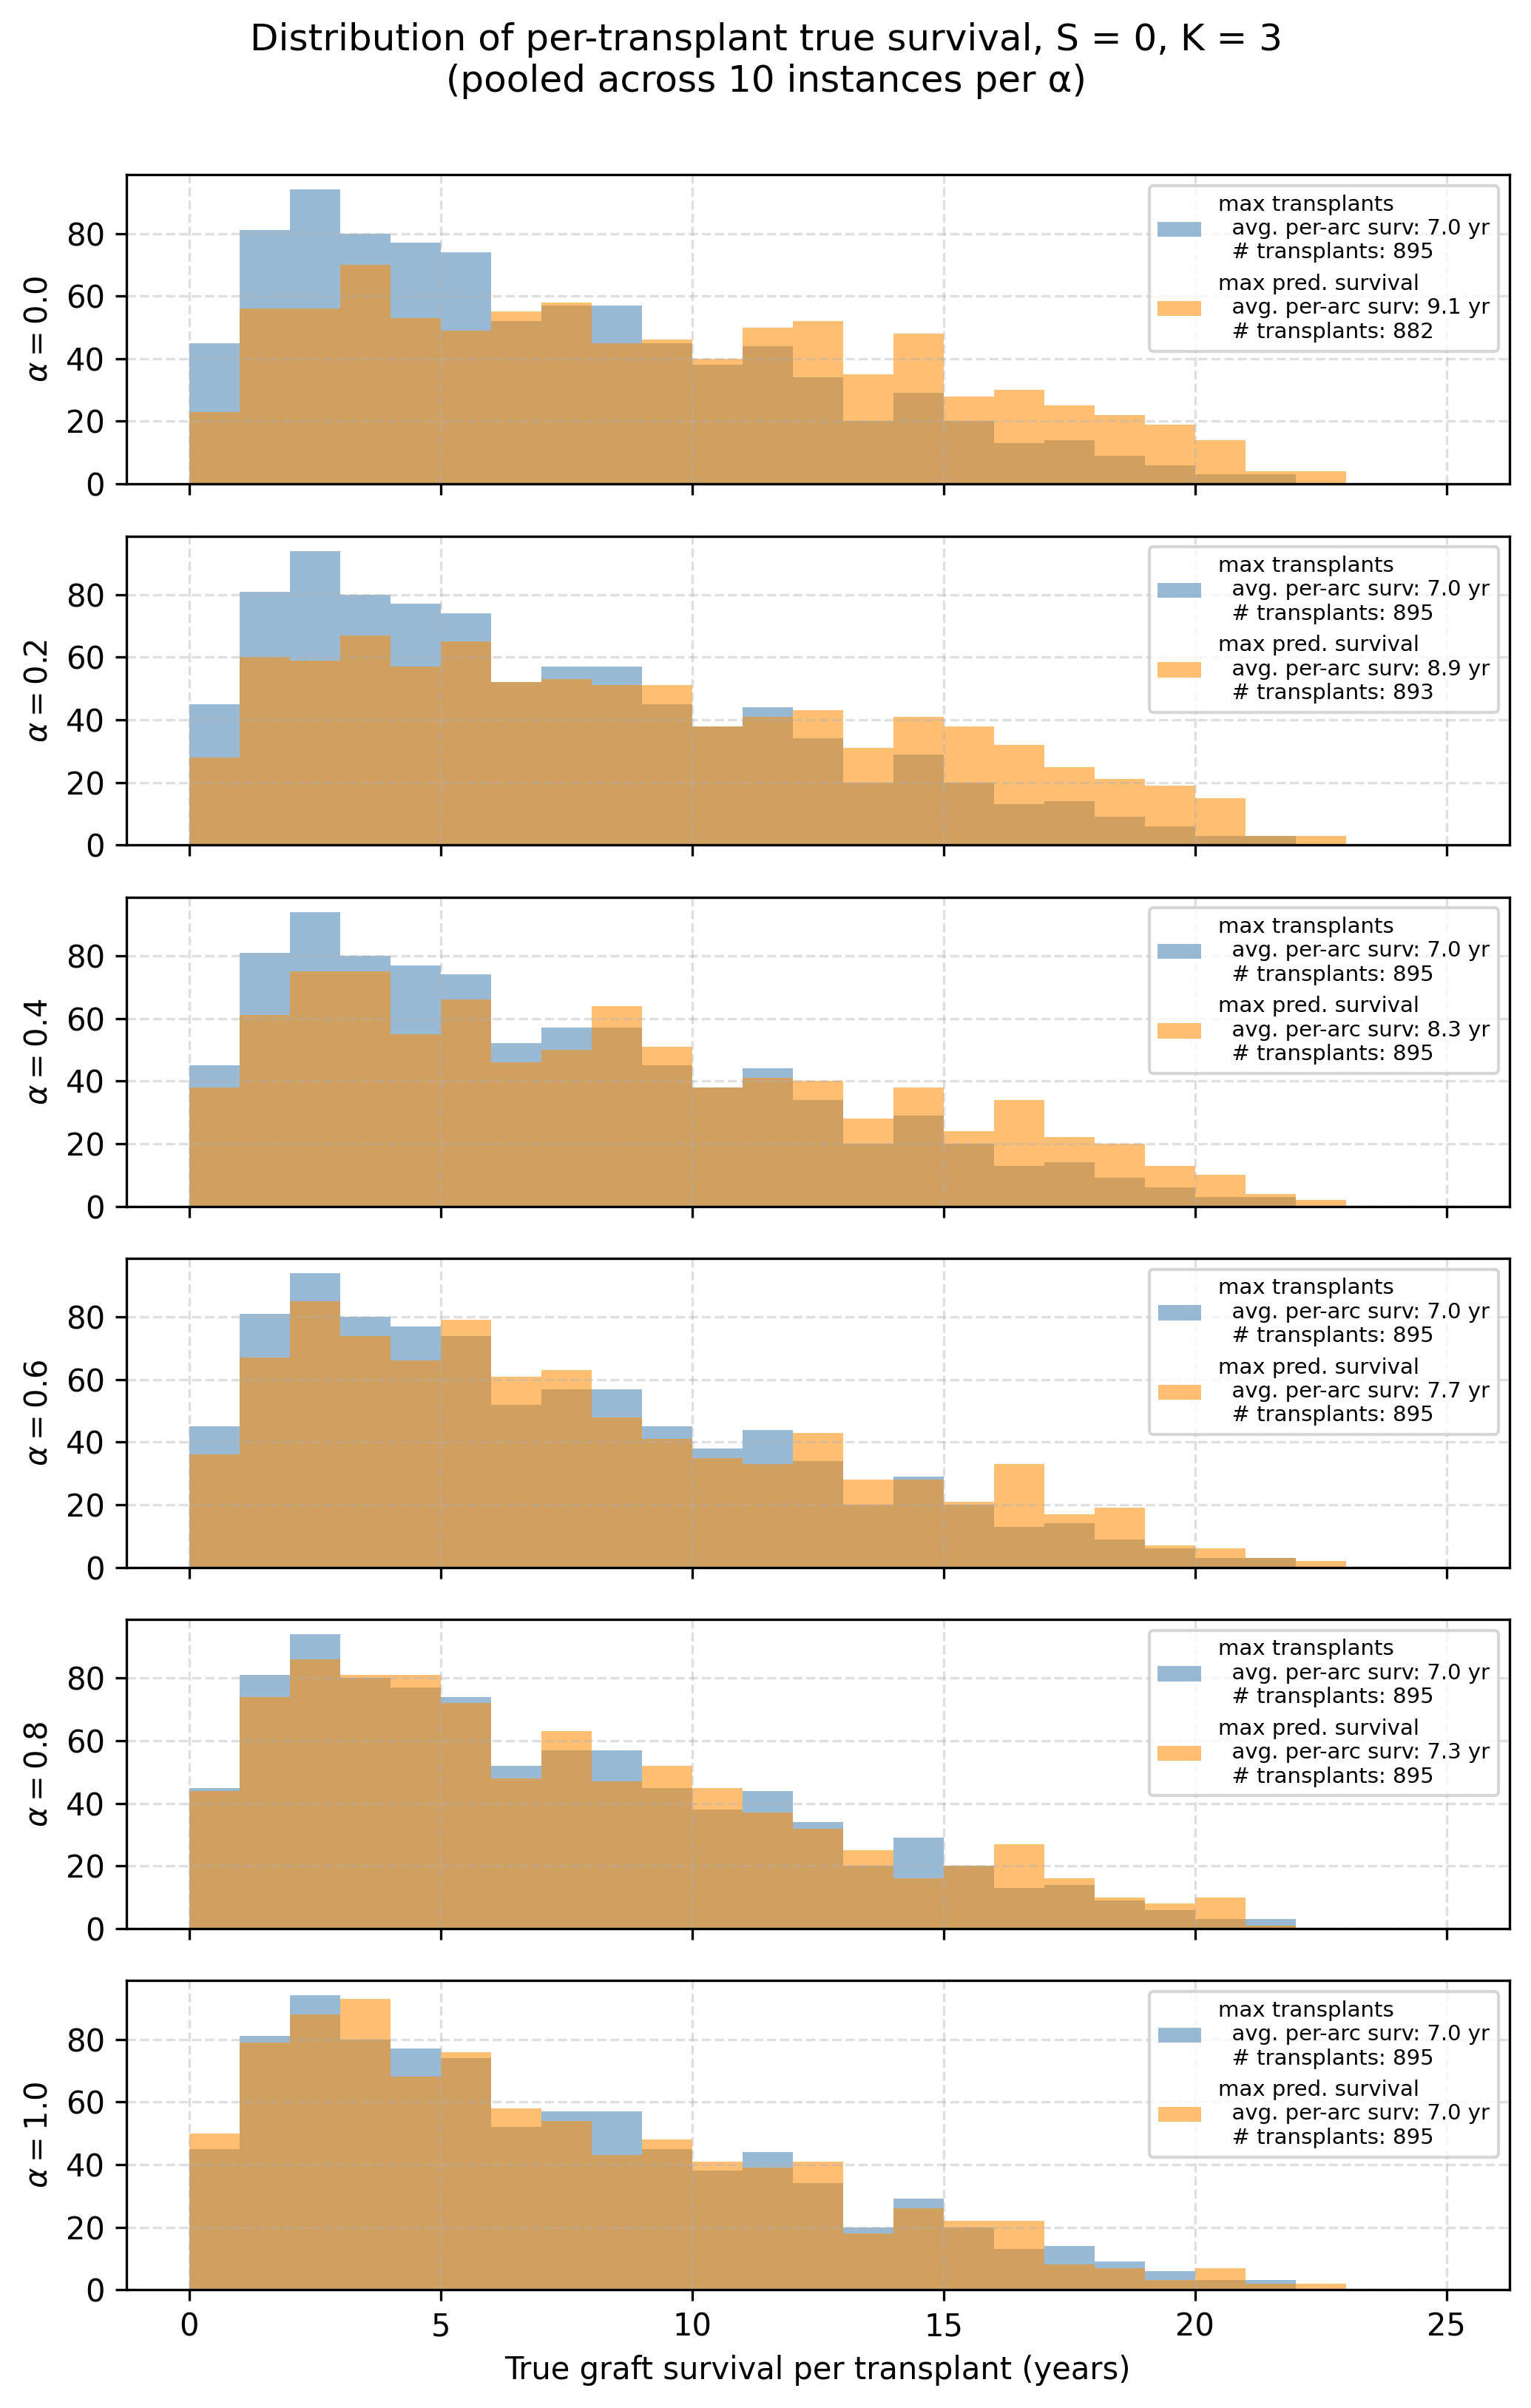 Distribution of per-transplant true survival, S = 0, K = 3
(pooled across 10 instances per α)
80
60
40
20
0
α = 0.0
max transplants
avg. per-arc surv: 7.0 yr
# transplants: 895
max pred. survival
avg. per-arc surv: 9.1 yr
# transplants: 882
80
60
40
20
0
α = 0.2
max transplants
avg. per-arc surv: 7.0 yr
# transplants: 895
max pred. survival
avg. per-arc surv: 8.9 yr
# transplants: 893
80
60
40
20
0
α = 0.4
max transplants
avg. per-arc surv: 7.0 yr
# transplants: 895
max pred. survival
avg. per-arc surv: 8.3 yr
# transplants: 895
80
60
40
20
0
α = 0.6
max transplants
avg. per-arc surv: 7.0 yr
# transplants: 895
max pred. survival
avg. per-arc surv: 7.7 yr
# transplants: 895
80
60
40
20
0
α = 0.8
max transplants
avg. per-arc surv: 7.0 yr
# transplants: 895
max pred. survival
avg. per-arc surv: 7.3 yr
# transplants: 895
80
60
40
20
0
α = 1.0
max transplants
avg. per-arc surv: 7.0 yr
# transplants: 895
max pred. survival
avg. per-arc surv: 7.0 yr
# transplants: 895
0 5 10 15 20 25
True graft survival per transplant (years)